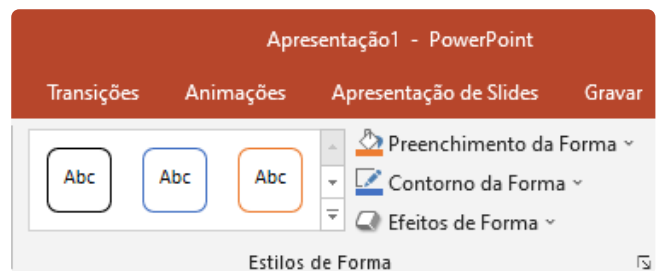 Apresentação1 - PowerPoint
Transições Animações Apresentação de Slides Gravar
Abc Abc Abc
Preenchimento da Forma
Contorno da Forma
Efeitos de Forma
Estilos de Forma